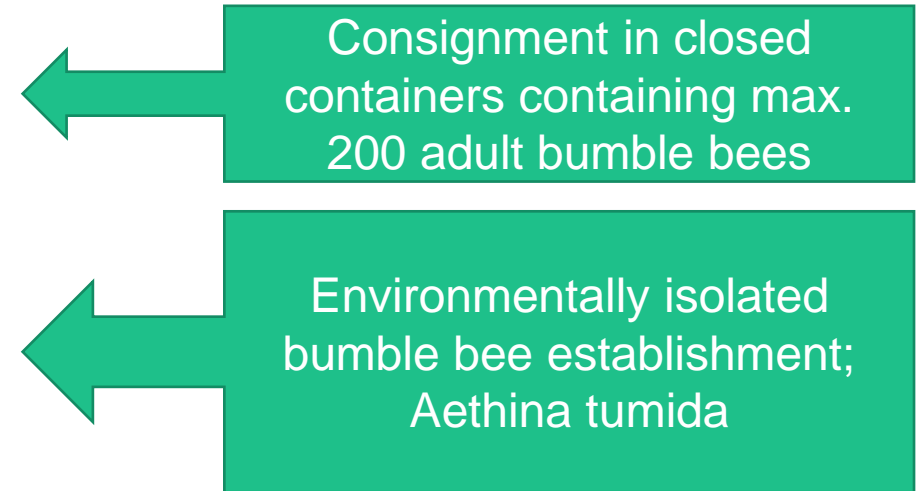 Consignment in closed
containers containing max.
200 adult bumble bees
Environmentally isolated
bumble bee establishment;
Aethina tumida